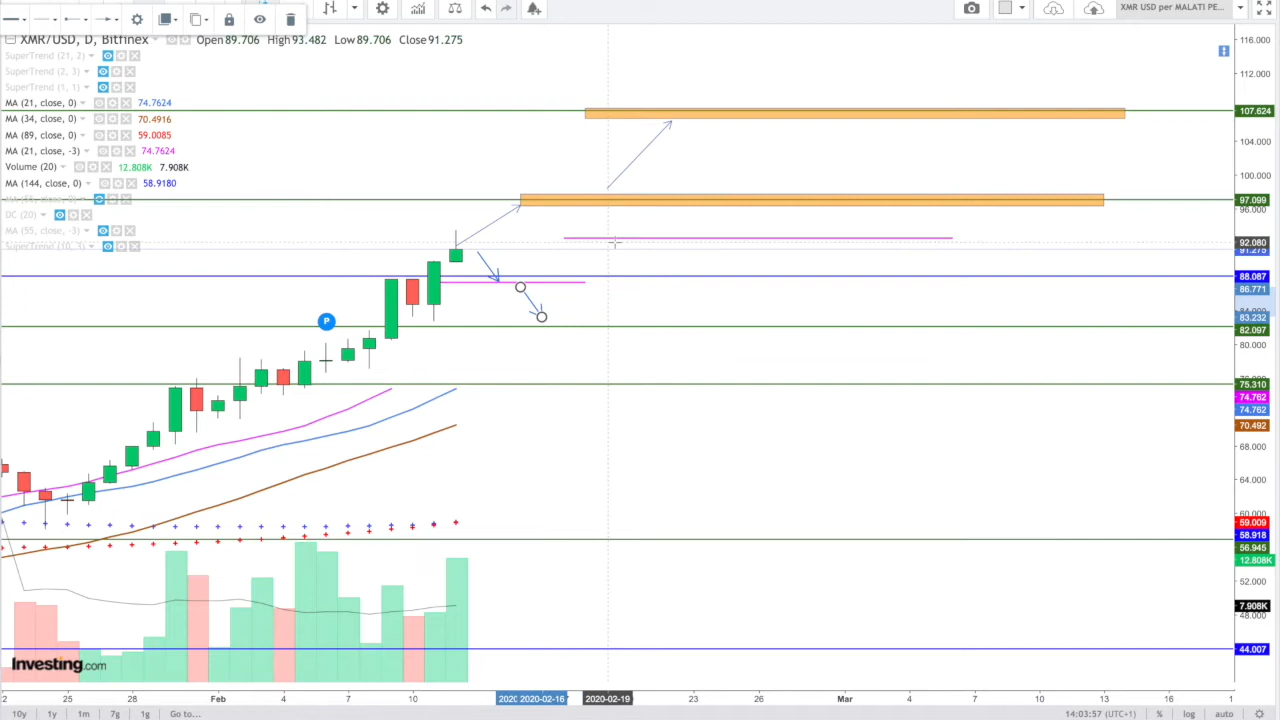 XMR USD per MALATI PE...
XMR/USD, D, Bitfinex
Open 89.706 High 93.482 Low 89.706 Close 91.275
SuperTrend (21, 2)
SuperTrend (2, 3)
SuperTrend (1, 1)
MA (21, close, 0) 74.7624
MA (34, close, 0) 70.4916
MA (89, close, 0) 59.0085
MA (21, close, -3) 74.7624
Volume (20) 12.808K 7.908K
MA (144, close, 0) 58.9180
DC (20)
MA (55, close, -3)
SuperTrend (10, 3)
P
116.000
112.000
107.624
104.000
100.000
97.099
96.000
92.080
91.275
88.087
86.771
83.232
82.097
80.000
75.310
74.762
74.762
70.492
68.000
64.000
60.000
59.009
58.918
56.945
12.808K
52.000
7.908K
48.000
44.007
Investing.com
2 25 28 Feb 4 7 10 2020-02-16 2020-02-19 23 26 Mar 4 7 10 13 16 1
10y 1y 1m 7g 1g Go to... 14:03:57 (UTC+1) % log auto